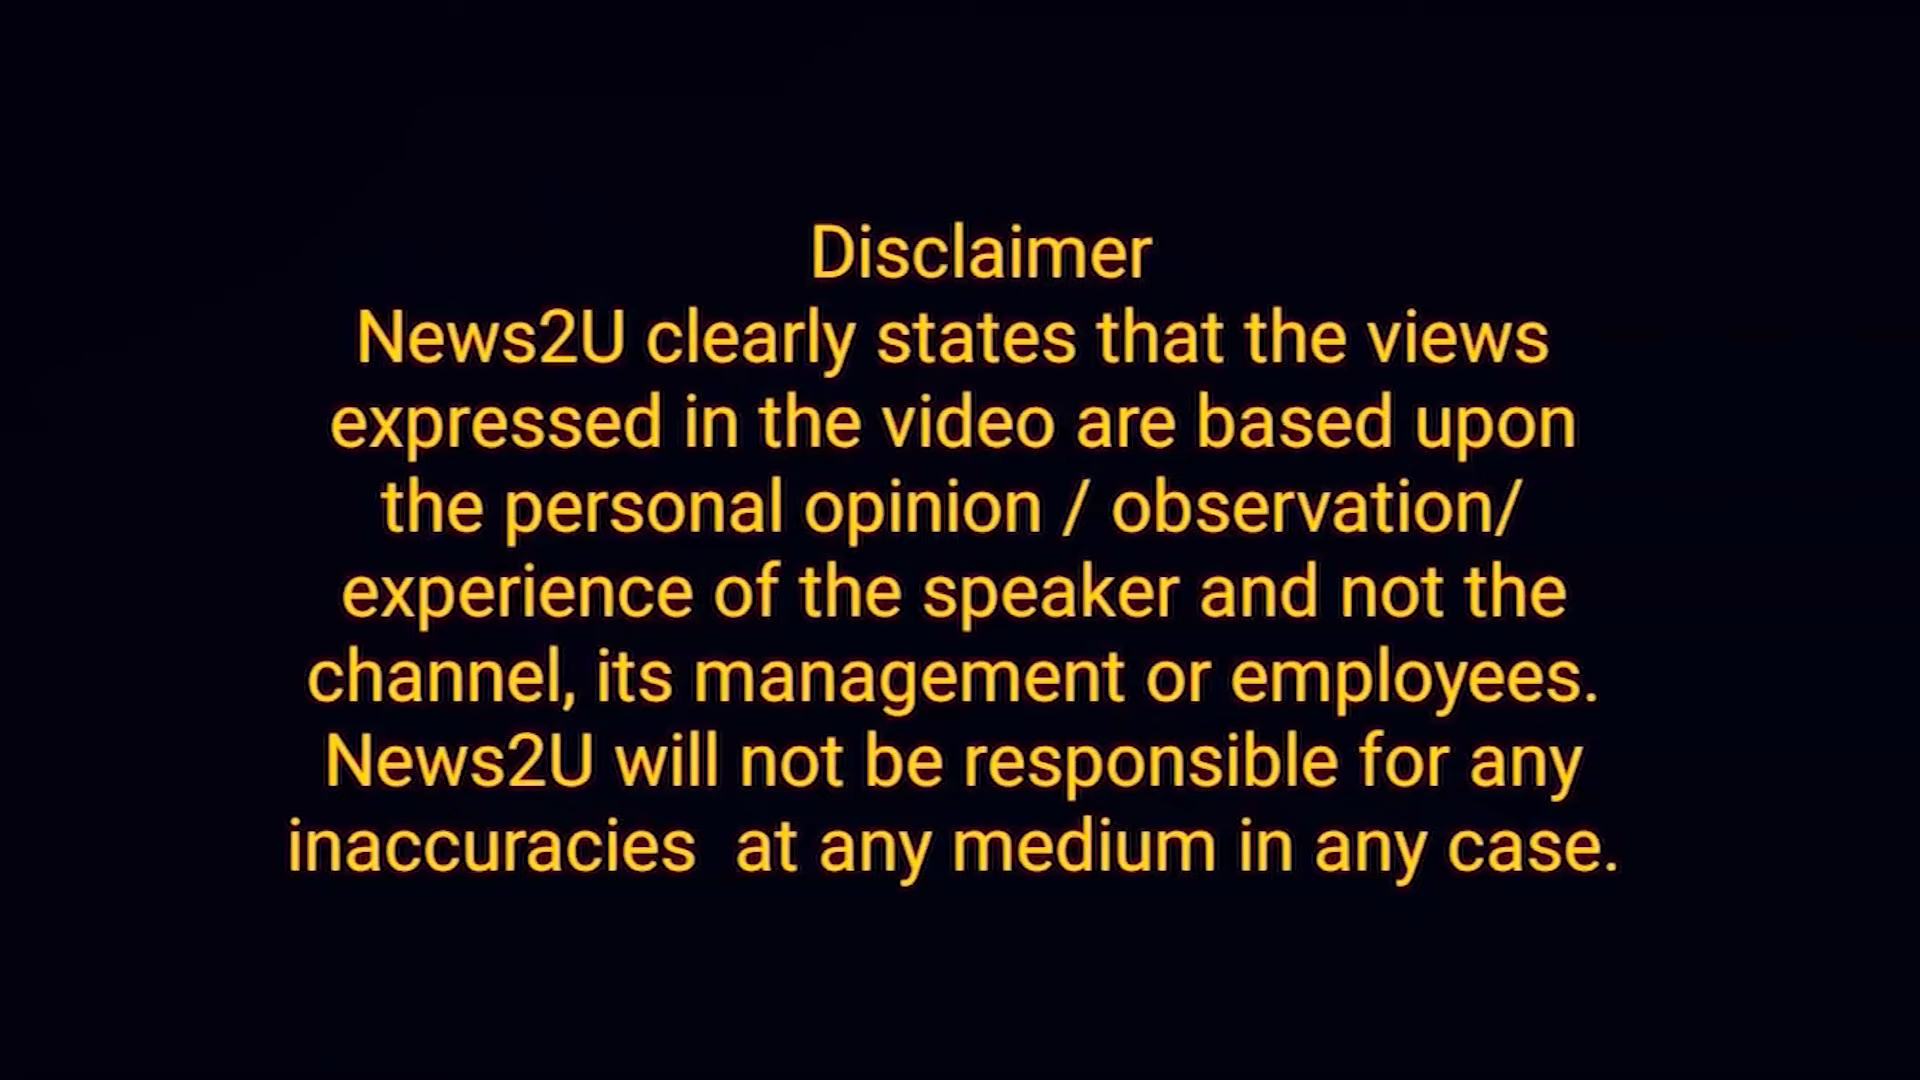 Disclaimer
News2U clearly states that the views
expressed in the video are based upon
the personal opinion / observation/
experience of the speaker and not the
channel, its management or employees.
News2U will not be responsible for any
inaccuracies  at any medium in any case.